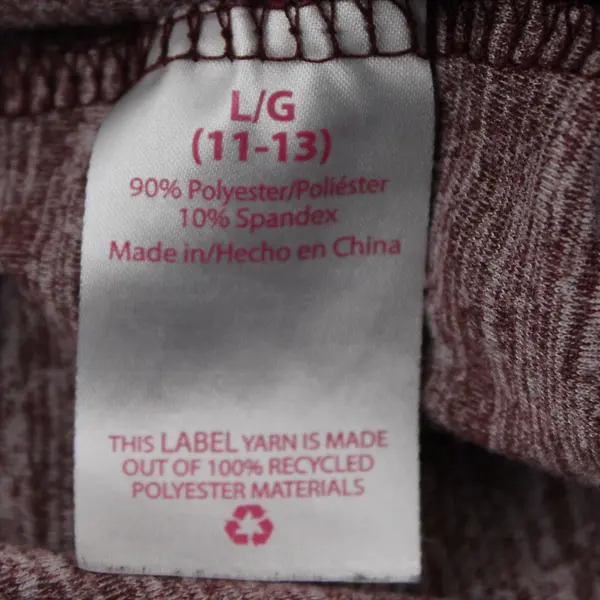 L/G
(11-13)
90% Polyester/Poliéster
10% Spandex
Made in/Hecho en China
THIS LABEL YARN IS MADE
OUT OF 100% RECYCLED
POLYESTER MATERIALS